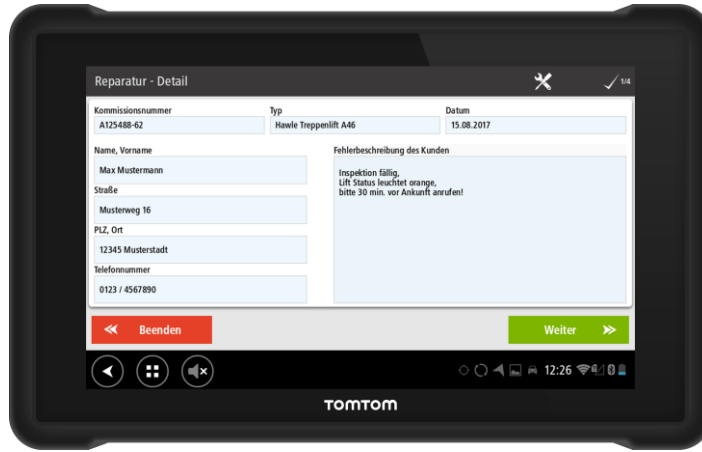 Reparatur - Detail
1/4
Kommissionsnummer
Typ
Datum
A125488-62
Hawle Treppenlift A46
15.08.2017
Name, Vorname
Max Mustermann
Straße
Musterweg 16
PLZ, Ort
12345 Musterstadt
Telefonnummer
0123 / 4567890
Fehlerbeschreibung des Kunden
Inspektion fällig,
Lift Status leuchtet orange,
bitte 30 min. vor Ankunft anrufen!
Beenden
Weiter
12:26
TOMTOM